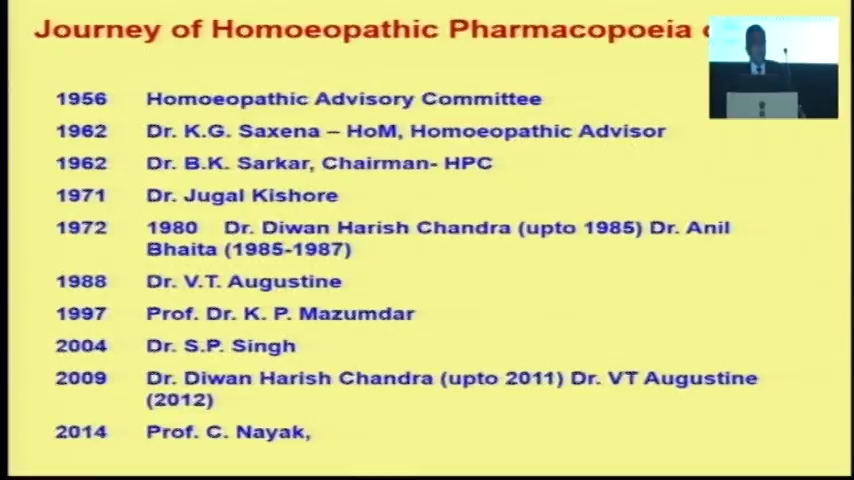 Journey of Homoeopathic Pharmacopoeia
1956 Homoeopathic Advisory Committee
1962 Dr. K.G. Saxena – HoM, Homoeopathic Advisor
1962 Dr. B.K. Sarkar, Chairman- HPC
1971 Dr. Jugal Kishore
1972 1980 Dr. Diwan Harish Chandra (upto 1985) Dr. Anil
Bhaita (1985-1987)
1988 Dr. V.T. Augustine
1997 Prof. Dr. K. P. Mazumdar
2004 Dr. S.P. Singh
2009 Dr. Diwan Harish Chandra (upto 2011) Dr. VT Augustine
(2012)
2014 Prof. C. Nayak,